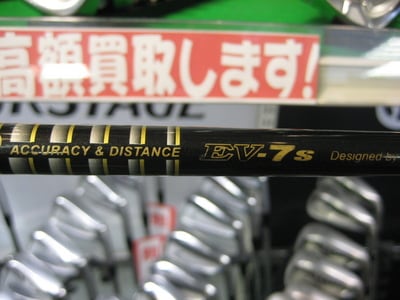 高額買取します!
ACCURACY & DISTANCE EV-7s Designed by